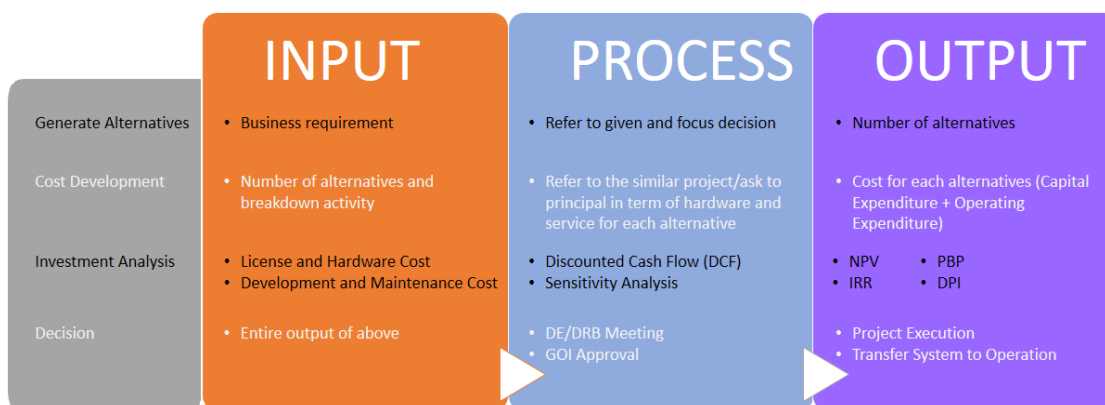 INPUT
PROCESS
OUTPUT
Generate Alternatives
• Business requirement
• Refer to given and focus decision
• Number of alternatives
Cost Development
• Number of alternatives and
breakdown activity
• Refer to the similar project/ask to
principal in term of hardware and
service for each alternative
• Cost for each alternatives (Capital
Expenditure + Operating
Expenditure)
Investment Analysis
• License and Hardware Cost
• Development and Maintenance Cost
• Discounted Cash Flow (DCF)
• Sensitivity Analysis
• NPV
• IRR
• PBP
• DPI
Decision
• Entire output of above
• DE/DRB Meeting
• GOI Approval
• Project Execution
• Transfer System to Operation